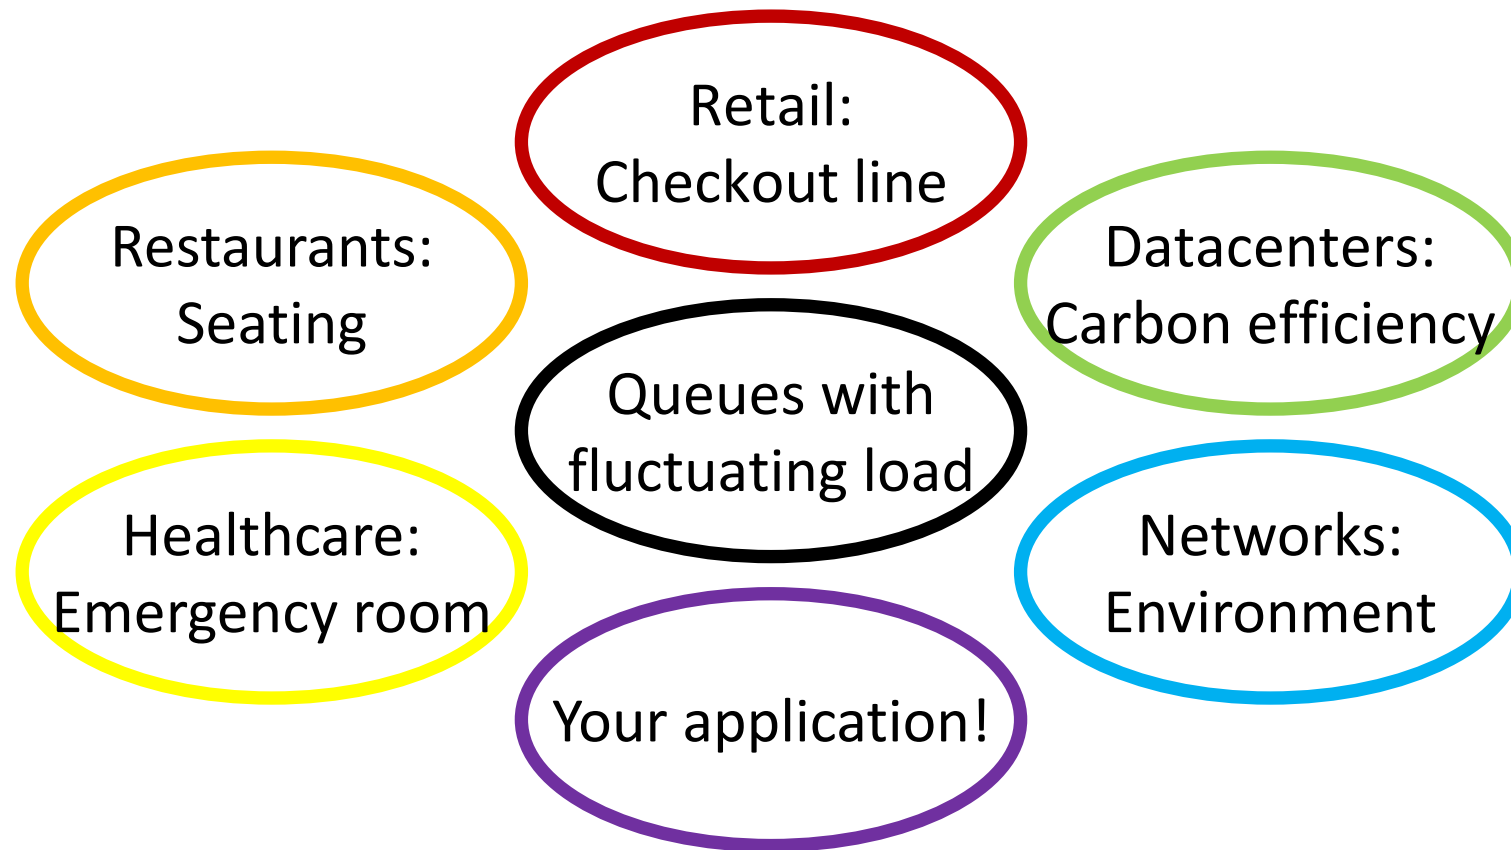 Retail:
Checkout line
Restaurants:
Seating
Datacenters:
Carbon efficiency
Queues with
fluctuating load
Healthcare:
Emergency room
Networks:
Environment
Your application!